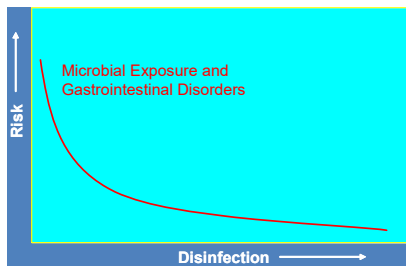 Microbial Exposure and
Gastrointestinal Disorders
Risk
Disinfection